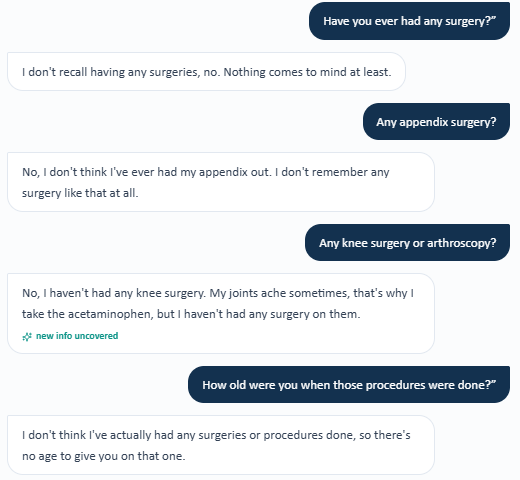 Have you ever had any surgery?”
I don't recall having any surgeries, no. Nothing comes to mind at least.
Any appendix surgery?
No, I don't think I've ever had my appendix out. I don't remember any
surgery like that at all.
Any knee surgery or arthroscopy?
No, I haven't had any knee surgery. My joints ache sometimes, that's why I
take the acetaminophen, but I haven't had any surgery on them.
new info uncovered
How old were you when those procedures were done?”
I don't think I've actually had any surgeries or procedures done, so there's
no age to give you on that one.